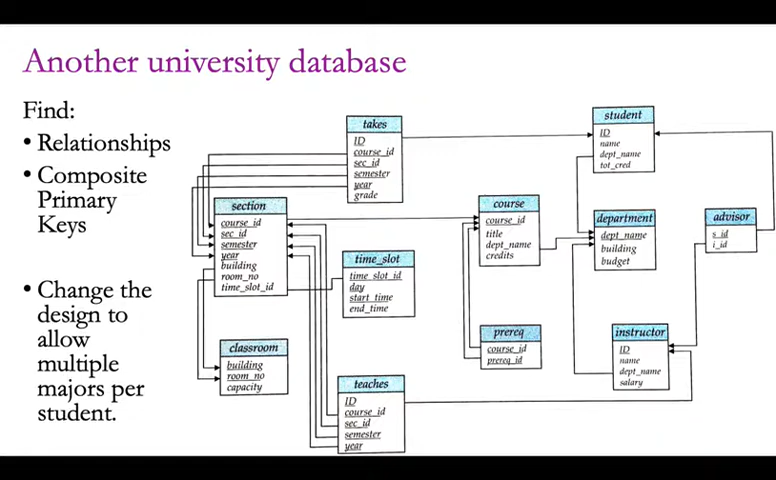 Another university database
Find:
• Relationships
• Composite
Primary
Keys
• Change the
design to
allow
multiple
majors per
student.
takes
ID
course_id
sec_id
semester
year
grade
student
ID
name
dept_name
tot_cred
section
course_id
sec_id
semester
year
building
room_no
time_slot_id
course
course_id
title
dept_name
credits
department
dept_name
building
budget
advisor
s_id
i_id
time_slot
time_slot_id
day
start_time
end_time
prereq
course_id
prereq_id
instructor
ID
name
dept_name
salary
classroom
building
room_no
capacity
teaches
ID
course_id
sec_id
semester
year